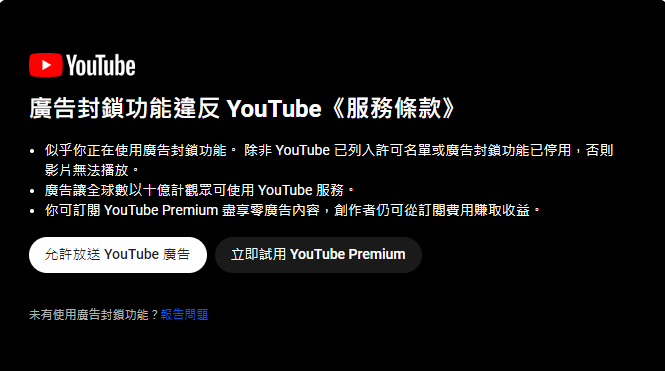 YouTube
廣告封鎖功能違反 YouTube《服務條款》
• 似乎你正在使用廣告封鎖功能。 除非 YouTube 已列入許可名單或廣告封鎖功能已停用，否則
影片無法播放。
• 廣告讓全球數以十億計觀眾可使用 YouTube 服務。
• 你可訂閱 YouTube Premium 盡享零廣告內容，創作者仍可從訂閱費用賺取收益。
允許放送 YouTube 廣告
立即試用 YouTube Premium
未有使用廣告封鎖功能？報告問題